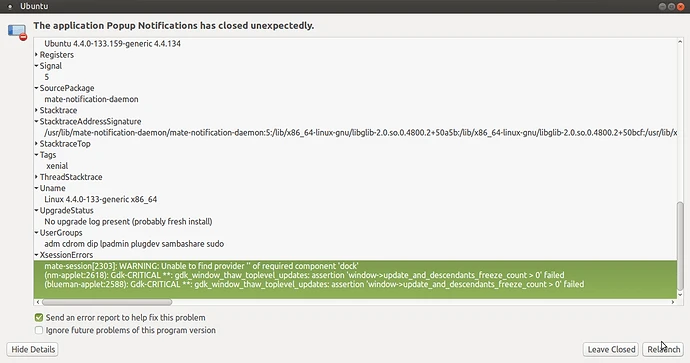 Ubuntu
The application Popup Notifications has closed unexpectedly.
Ubuntu 4.4.0-133.159-generic 4.4.134
Registers
Signal
5
SourcePackage
mate-notification-daemon
Stacktrace
StacktraceAddressSignature
/usr/lib/mate-notification-daemon/mate-notification-daemon:5:/lib/x86_64-linux-gnu/libglib-2.0.so.0.4800.2+50a5b:/lib/x86_64-linux-gnu/libglib-2.0.so.0.4800.2+50bcf:/usr/lib/x
StacktraceTop
Tags
xenial
ThreadStacktrace
Uname
Linux 4.4.0-133-generic x86_64
UpgradeStatus
No upgrade log present (probably fresh install)
UserGroups
adm cdrom dip lpadmin plugdev sambashare sudo
XsessionErrors
mate-session[2303]: WARNING: Unable to find provider '' of required component 'dock'
(nm-applet:2618): Gdk-CRITICAL **: gdk_window_thaw_toplevel_updates: assertion 'window->update_and_descendants_freeze_count > 0' failed
(blueman-applet:2588): Gdk-CRITICAL **: gdk_window_thaw_toplevel_updates: assertion 'window->update_and_descendants_freeze_count > 0' failed
Send an error report to help fix this problem
Ignore future problems of this program version
Hide Details
Leave Closed
Relaunch